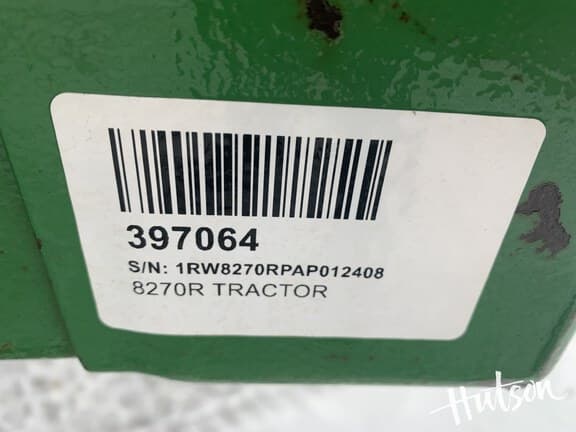 397064
S/N: 1RW8270RPAP012408
8270R TRACTOR
Hutson